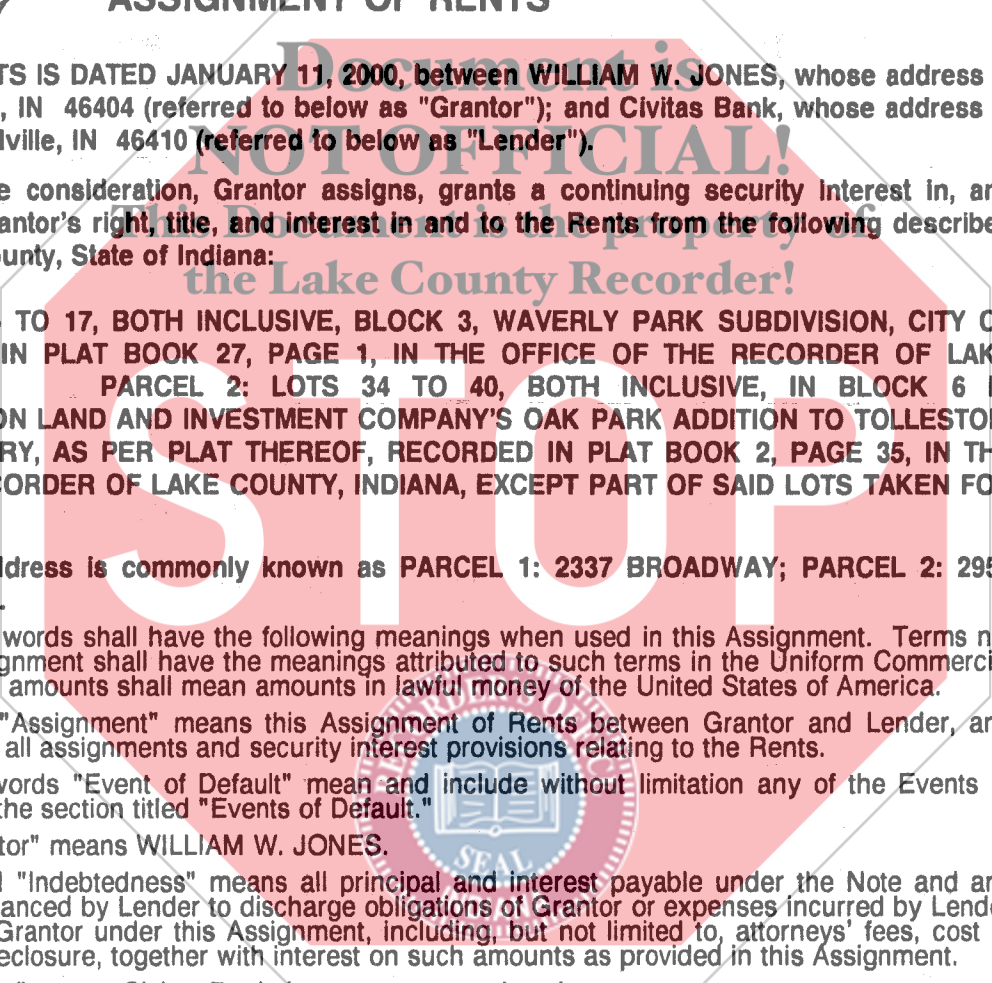 ASSIGNMENT OF RENTS
Document is
TS IS DATED JANUARY 11, 2000, between WILLIAM W. JONES, whose address
, IN 46404 (referred to below as "Grantor"); and Civitas Bank, whose address
lville, IN 46410 (referred to below as "Lender").
NOT OFFICIAL!
e consideration, Grantor assigns, grants a continuing security interest in, an
antor's right, title, and interest in and to the Rents from the following describe
This Document is the property of
ounty, State of Indiana:
the Lake County Recorder!
TO 17, BOTH INCLUSIVE, BLOCK 3, WAVERLY PARK SUBDIVISION, CITY O
IN PLAT BOOK 27, PAGE 1, IN THE OFFICE OF THE RECORDER OF LAK
PARCEL 2: LOTS 34 TO 40, BOTH INCLUSIVE, IN BLOCK 6
ON LAND AND INVESTMENT COMPANY'S OAK PARK ADDITION TO TOLLESTO
RY, AS PER PLAT THEREOF, RECORDED IN PLAT BOOK 2, PAGE 35, IN TH
CORDER OF LAKE COUNTY, INDIANA, EXCEPT PART OF SAID LOTS TAKEN FO
STOP
ddress is commonly known as PARCEL 1: 2337 BROADWAY; PARCEL 2: 295
.
words shall have the following meanings when used in this Assignment. Terms n
ignment shall have the meanings attributed to such terms in the Uniform Commerci
amounts shall mean amounts in lawful money of the United States of America.
"Assignment" means this Assignment of Rents between Grantor and Lender, an
all assignments and security interest provisions relating to the Rents.
words "Event of Default" mean and include without limitation any of the Events
the section titled "Events of Default."
tor" means WILLIAM W. JONES.
"Indebtedness" means all principal and interest payable under the Note and an
anced by Lender to discharge obligations of Grantor or expenses incurred by Lende
Grantor under this Assignment, including, but not limited to, attorneys' fees, cost
eclosure, together with interest on such amounts as provided in this Assignment.
RECORDER'S OFFICE
SEAL
INDIANA